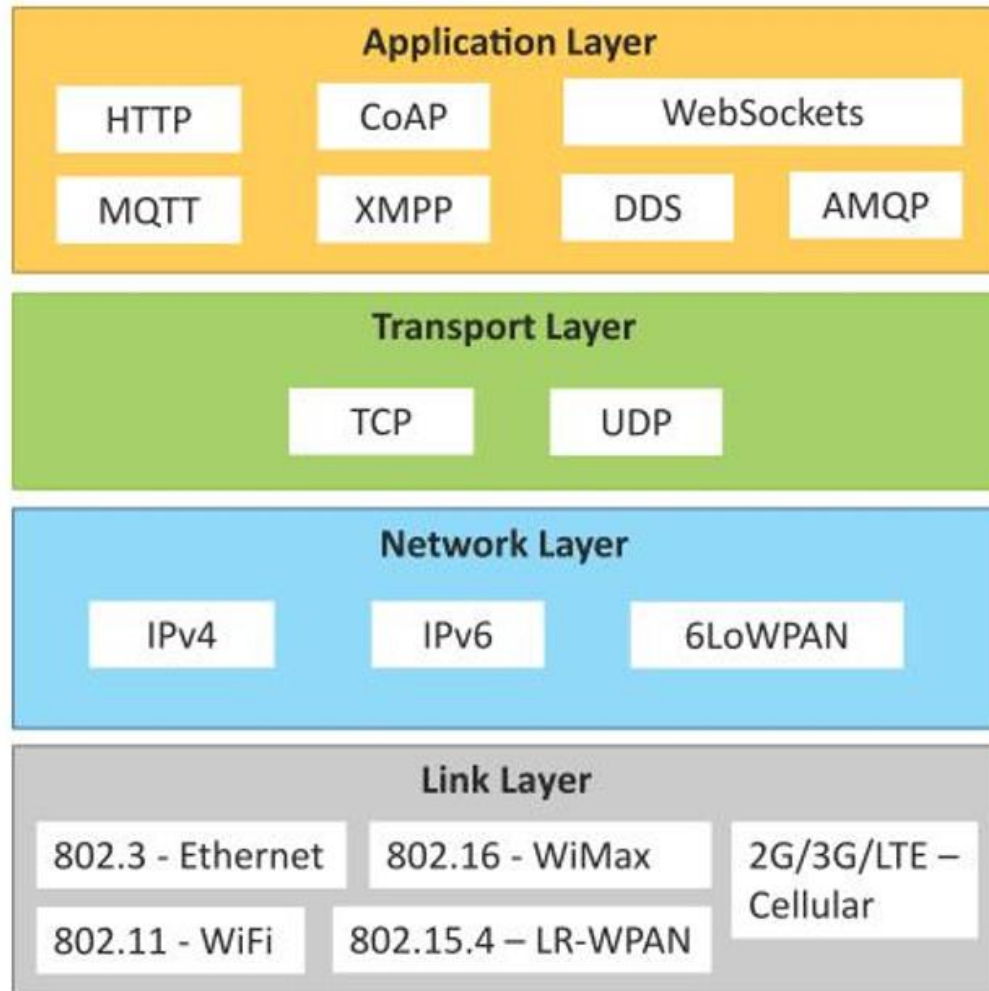 Application Layer
HTTP
CoAP
WebSockets
MQTT
XMPP
DDS
AMQP
Transport Layer
TCP
UDP
Network Layer
IPv4
IPv6
6LoWPAN
Link Layer
802.3 - Ethernet
802.16 - WiMax
2G/3G/LTE –
Cellular
802.11 - WiFi
802.15.4 – LR-WPAN